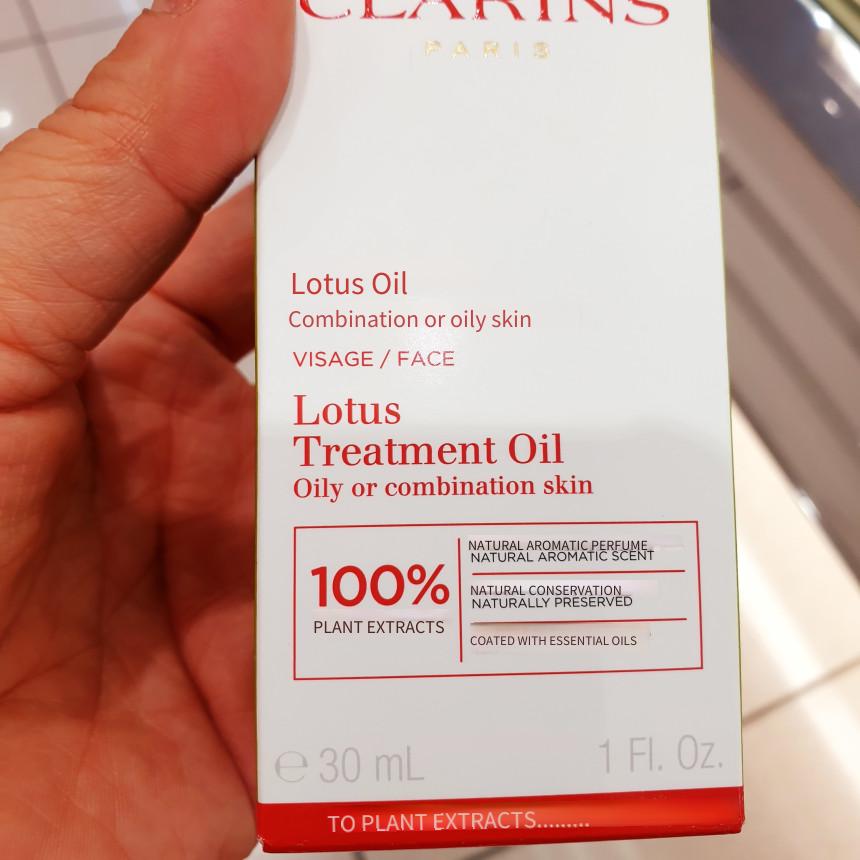 CLARINS
PARIS
Lotus Oil
Combination or oily skin
VISAGE / FACE
Lotus
Treatment Oil
Oily or combination skin
100%
PLANT EXTRACTS
NATURAL AROMATIC PERFUME
NATURAL AROMATIC SCENT
NATURAL CONSERVATION
NATURALLY PRESERVED
COATED WITH ESSENTIAL OILS
℮ 30 mL
1 Fl. Oz.
TO PLANT EXTRACTS.........